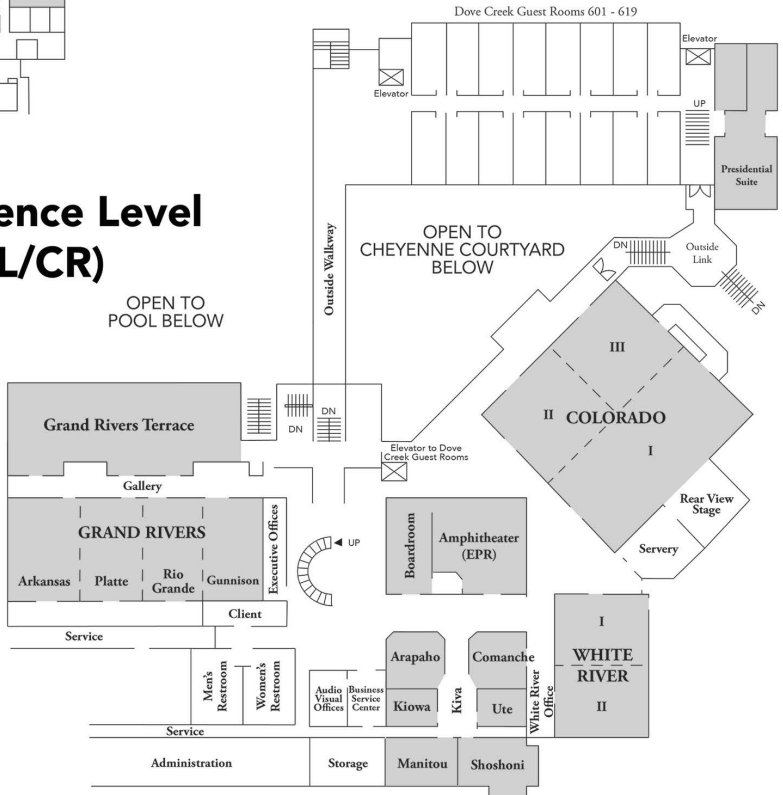 Dove Creek Guest Rooms 601 - 619
Elevator
Elevator
UP
Presidential
Suite
ence Level
L/CR)
OPEN TO
POOL BELOW
Outside Walkway
OPEN TO
CHEYENNE COURTYARD
BELOW
DN
Outside
Link
DN
III
II
COLORADO
I
Rear View
Stage
Servery
Grand Rivers Terrace
DN
DN
Elevator to Dove
Creek Guest Rooms
Gallery
GRAND RIVERS
Arkansas
Platte
Rio
Grande
Gunnison
Executive Offices
UP
Boardroom
Amphitheater
(EPR)
Client
Service
Men's
Restroom
Women's
Restroom
Audio
Visual
Offices
Business
Service
Center
Arapaho
Comanche
Kiowa
Kiva
Ute
White River
Office
I
WHITE
RIVER
II
Service
Administration
Storage
Manitou
Shoshoni